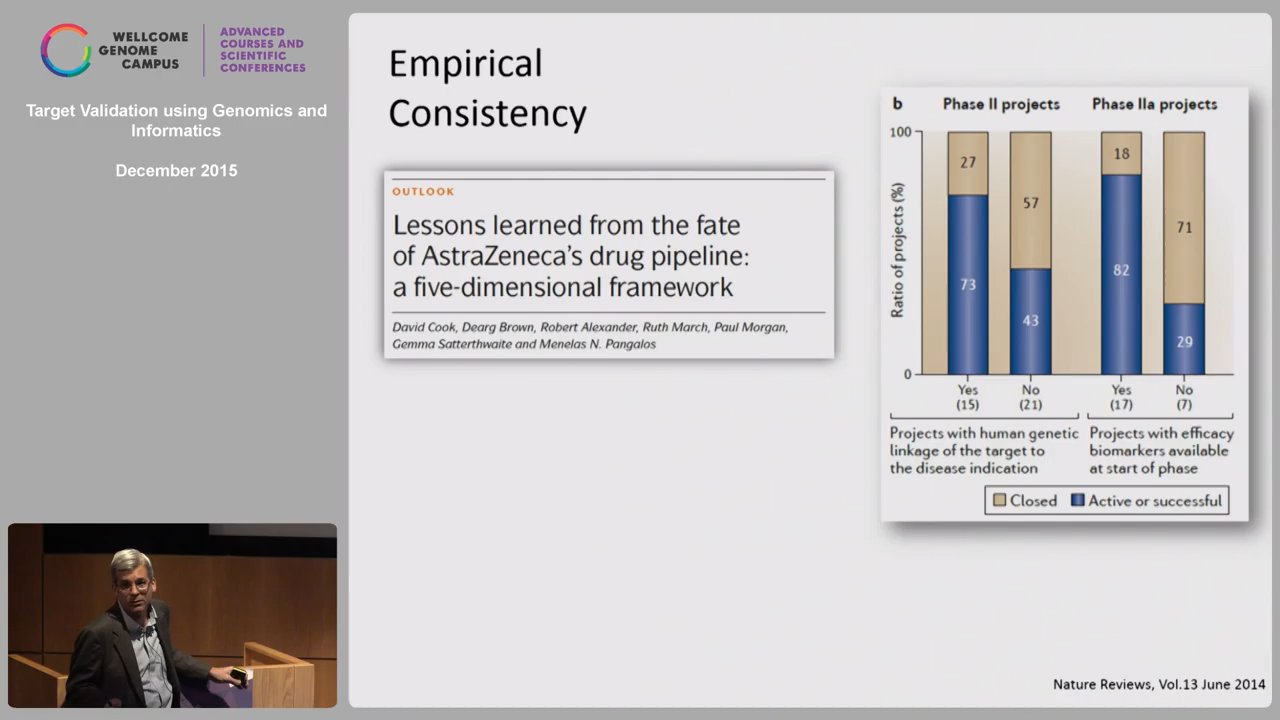 WELLCOME
GENOME
CAMPUS
ADVANCED
COURSES AND
SCIENTIFIC
CONFERENCES
Target Validation using Genomics and
Informatics
December 2015
Empirical
Consistency
OUTLOOK
Lessons learned from the fate
of AstraZeneca's drug pipeline:
a five-dimensional framework
David Cook, Dearg Brown, Robert Alexander, Ruth March, Paul Morgan,
Gemma Satterthwaite and Menelas N. Pangalos
b Phase II projects Phase IIa projects
Ratio of projects (%)
100
0
27 57 18 71
73 43 82 29
Yes No Yes No
(15) (21) (17) (7)
Projects with human genetic
linkage of the target to
the disease indication
Projects with efficacy
biomarkers available
at start of phase
Closed Active or successful
Nature Reviews, Vol.13 June 2014